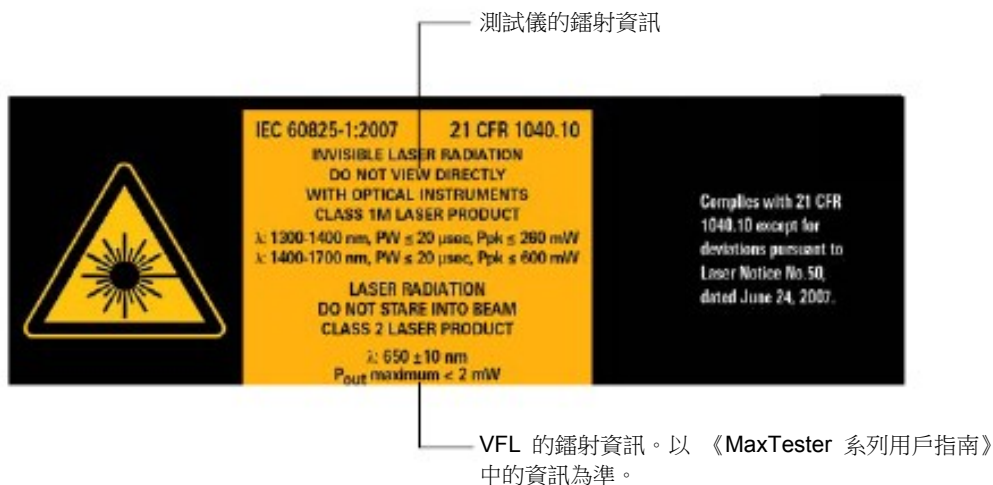 測試儀的鐳射資訊
IEC 60825-1:2007 21 CFR 1040.10
INVISIBLE LASER RADIATION
DO NOT VIEW DIRECTLY
WITH OPTICAL INSTRUMENTS
CLASS 1M LASER PRODUCT
λ: 1300-1400 nm, PW ≤ 20 µsec, Ppk ≤ 260 mW
λ: 1400-1700 nm, PW ≤ 20 µsec, Ppk ≤ 600 mW
LASER RADIATION
DO NOT STARE INTO BEAM
CLASS 2 LASER PRODUCT
λ: 650 ±10 nm
Pout maximum < 2 mW
Complies with 21 CFR
1040.10 except for
deviations pursuant to
Laser Notice No.50,
dated June 24, 2007.
VFL 的鐳射資訊。以 《MaxTester 系列用戶指南》
中的資訊為準。